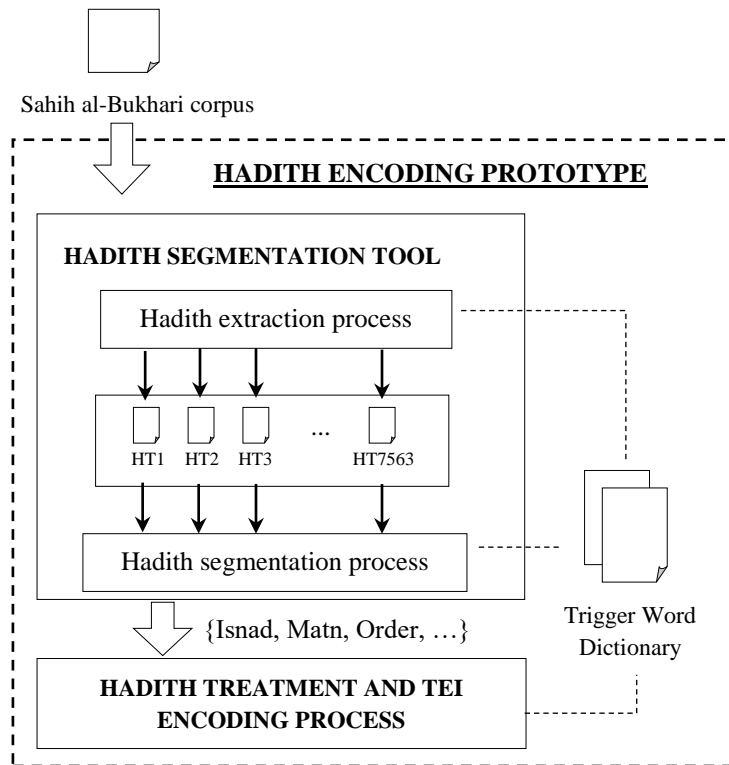 Sahih al-Bukhari corpus
HADITH ENCODING PROTOTYPE
HADITH SEGMENTATION TOOL
Hadith extraction process
HT1 HT2 HT3 ... HT7563
Hadith segmentation process
{Isnad, Matn, Order, …}
Trigger Word
Dictionary
HADITH TREATMENT AND TEI
ENCODING PROCESS